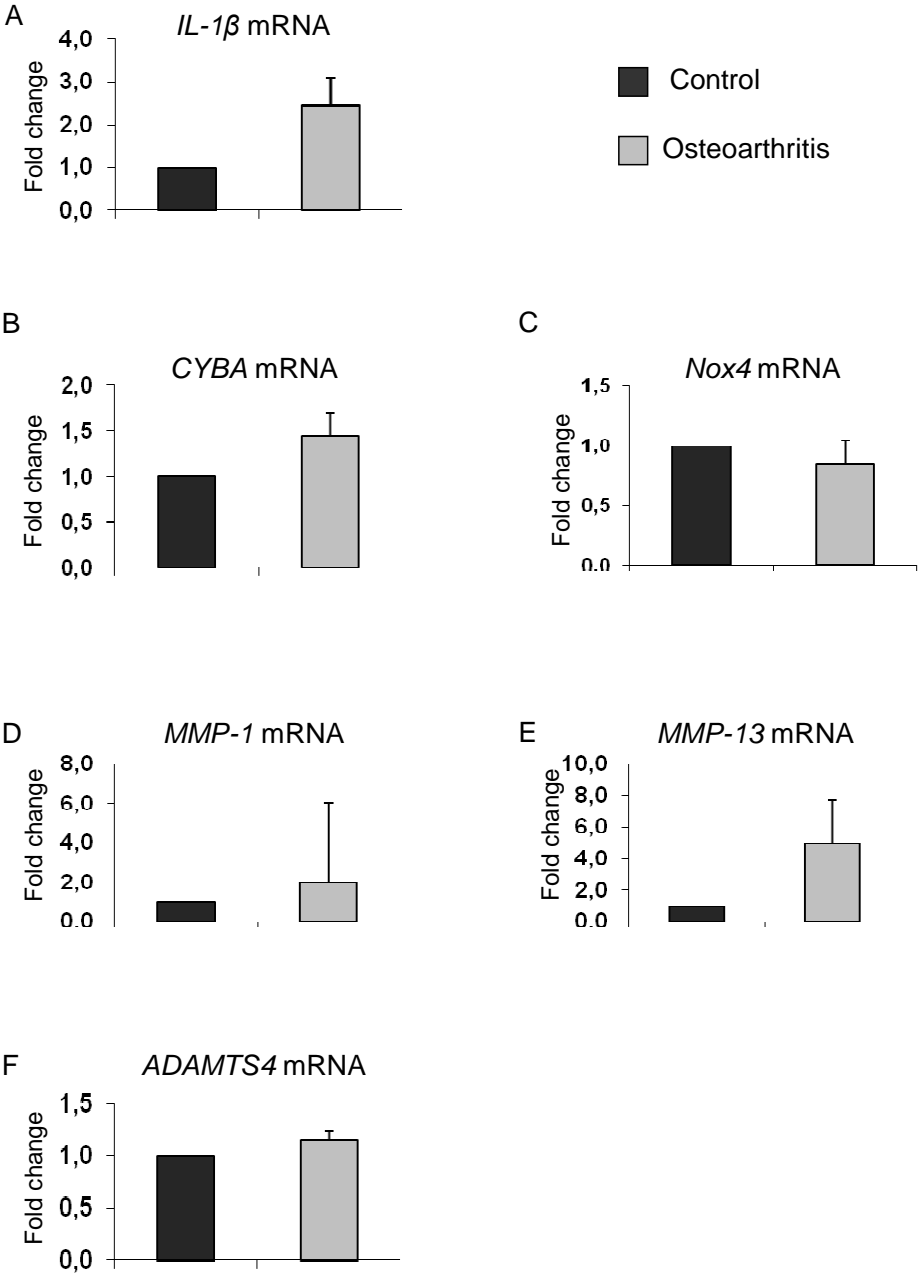 A
IL-1β mRNA
Fold change
4,0
3,0
2,0
1,0
0,0
Control
Osteoarthritis
B
CYBA mRNA
Fold change
2,0
1,5
1,0
0,5
0,0
C
Nox4 mRNA
Fold change
1,5
1,0
0,5
0,0
D
MMP-1 mRNA
Fold change
8,0
6,0
4,0
2,0
0,0
E
MMP-13 mRNA
Fold change
10,0
8,0
6,0
4,0
2,0
0,0
F
ADAMTS4 mRNA
Fold change
1,5
1,0
0,5
0,0